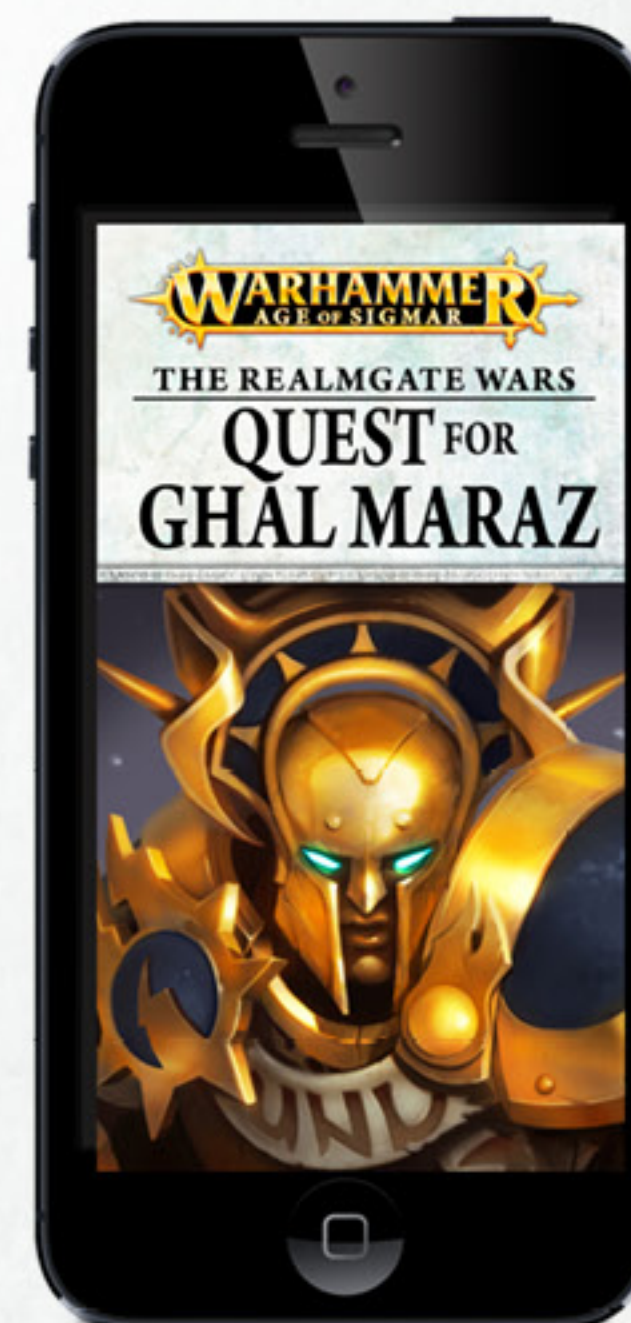 WARHAMMER
AGE OF SIGMAR
THE REALMGATE WARS
QUEST FOR
GHAL MARAZ